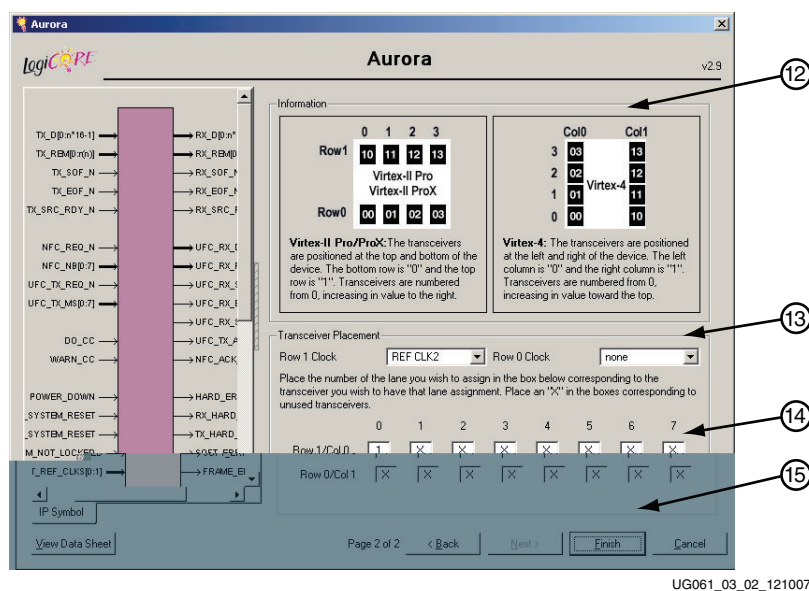 Aurora
LogiCORE
Aurora
v2.9
12
TX_D[0:n*16-1]
TX_REM[0:r(n)]
TX_SOF_N
TX_EOF_N
TX_SRC_RDY_N
NFC_REQ_N
NFC_NB[0:7]
UFC_TX_REQ_N
UFC_TX_MS[0:7]
DO_CC
WARN_CC
POWER_DOWN
_SYSTEM_RESET
_SYSTEM_RESET
M_NOT_LOCKED
T_REF_CLKS[0:1]
RX_D[0:n*
RX_REM[0
RX_SOF_N
RX_EOF_N
RX_SRC_F
UFC_RX_D
UFC_RX_F
UFC_RX_S
UFC_RX_E
UFC_RX_S
UFC_TX_A
NFC_ACK_
HARD_ER
RX_HARD_
TX_HARD_
SOFT_ERR
FRAME_EI
IP Symbol
Information
0 1 2 3
Row1 10 11 12 13
Virtex-II Pro
Virtex-II ProX
Row0 00 01 02 03
Virtex-II Pro/ProX: The transceivers
are positioned at the top and bottom of the
device. The bottom row is "0" and the top
row is "1". Transceivers are numbered
from 0, increasing in value to the right.
Col0 Col1
3 03 13
2 02 12
Virtex-4
1 01 11
0 00 10
Virtex-4: The transceivers are positioned
at the left and right of the device. The left
column is "0" and the right column is "1".
Transceivers are numbered from 0,
increasing in value toward the top.
13
Transceiver Placement
Row 1 Clock REF CLK2 Row 0 Clock none
Place the number of the lane you wish to assign in the box below corresponding to the
transceiver you wish to have that lane assignment. Place an "X" in the boxes corresponding to
unused transceivers.
0 1 2 3 4 5 6 7
14
Row 1/Col 0 1 X X X X X X X
Row 0/Col 1 X X X X X X X X
15
View Data Sheet Page 2 of 2 < Back Next > Finish Cancel
UG061_03_02_121007